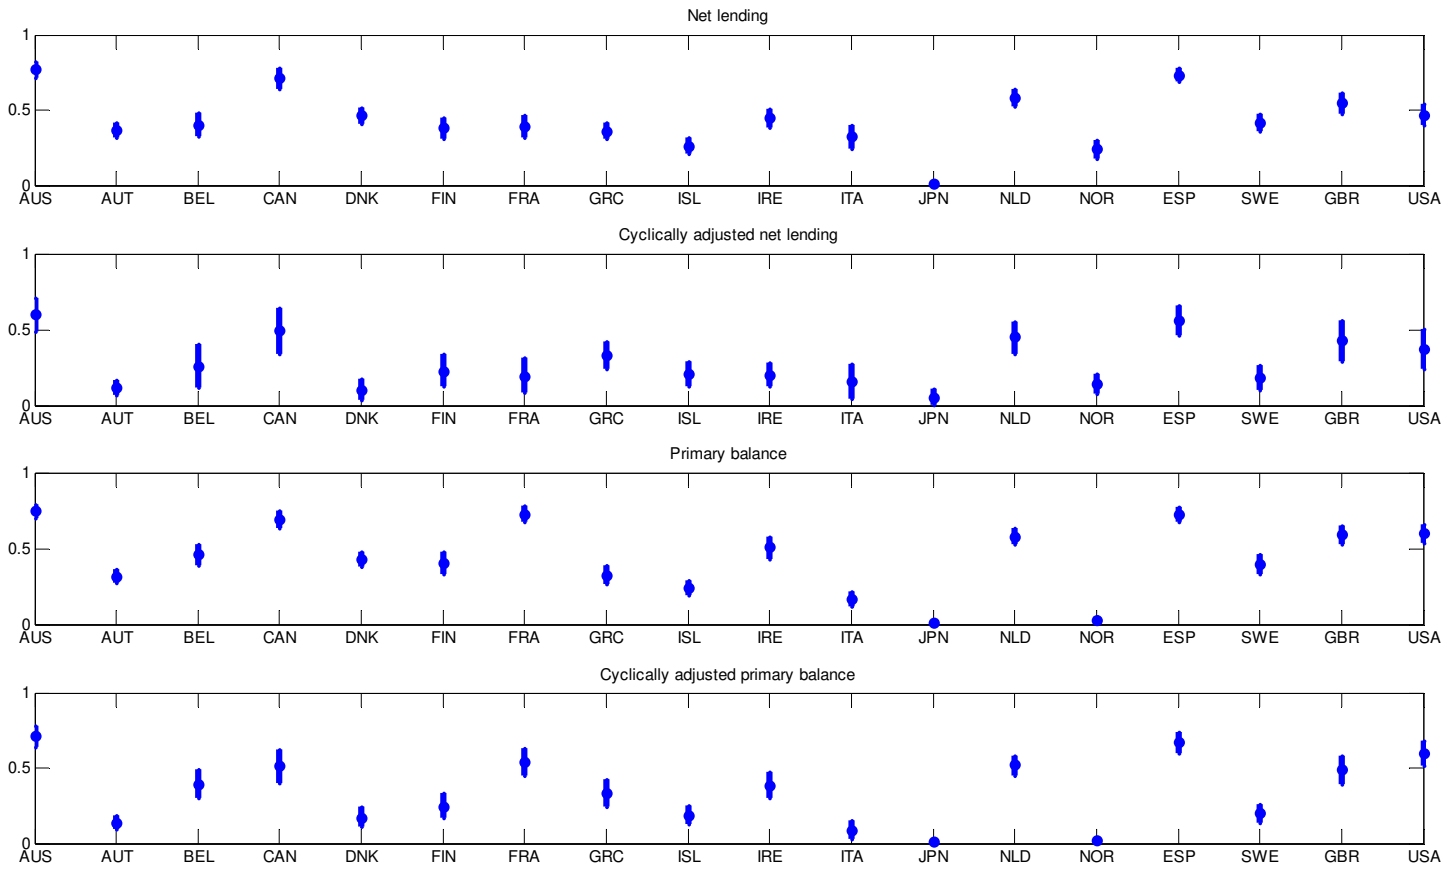 Net lending
1
0.5
0
AUS AUT BEL CAN DNK FIN FRA GRC ISL IRE ITA JPN NLD NOR ESP SWE GBR USA
Cyclically adjusted net lending
1
0.5
0
AUS AUT BEL CAN DNK FIN FRA GRC ISL IRE ITA JPN NLD NOR ESP SWE GBR USA
Primary balance
1
0.5
0
AUS AUT BEL CAN DNK FIN FRA GRC ISL IRE ITA JPN NLD NOR ESP SWE GBR USA
Cyclically adjusted primary balance
1
0.5
0
AUS AUT BEL CAN DNK FIN FRA GRC ISL IRE ITA JPN NLD NOR ESP SWE GBR USA